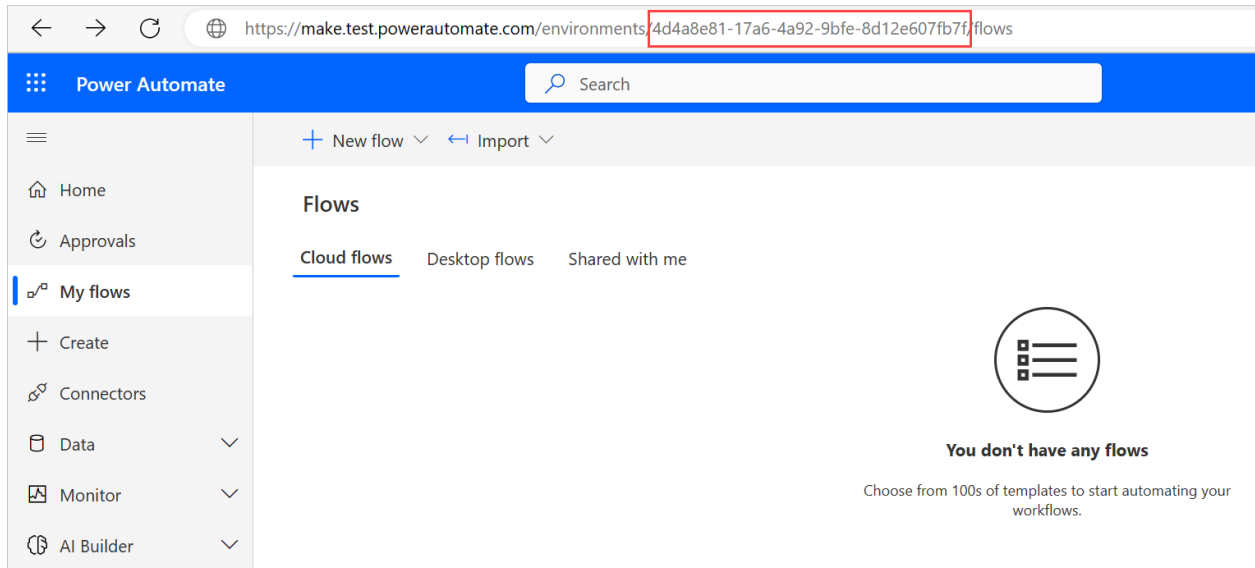 https://make.test.powerautomate.com/environments/4d4a8e81-17a6-4a92-9bfe-8d12e607fb7f/flows
Power Automate
Search
New flow
Import
Home
Approvals
My flows
Create
Connectors
Data
Monitor
AI Builder
Flows
Cloud flows
Desktop flows
Shared with me
You don't have any flows
Choose from 100s of templates to start automating your
workflows.